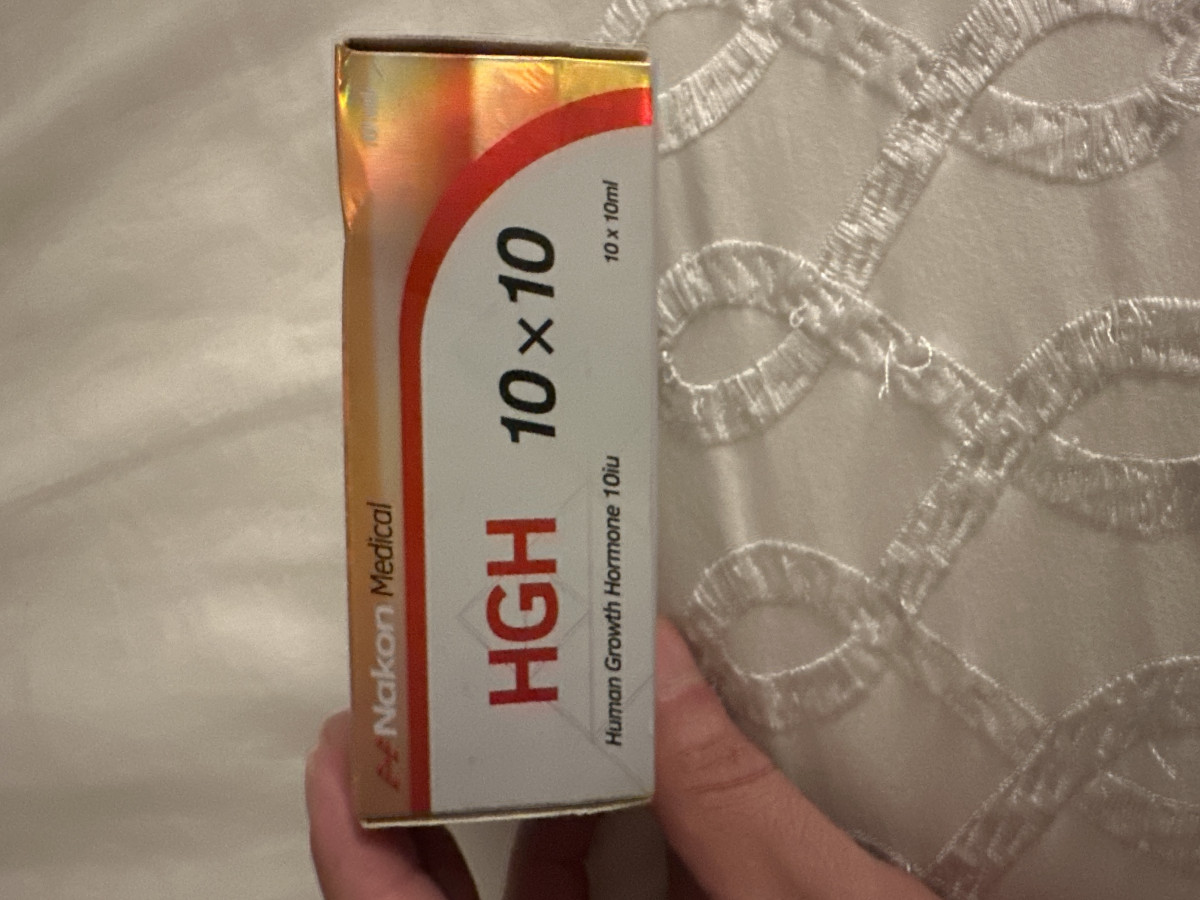 Nakon Medical
HGH 10×10
Human Growth Hormone 10iu 10 x 10ml